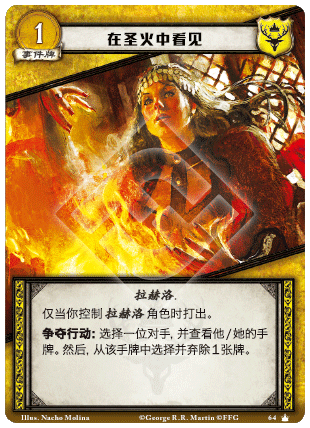 1
事件牌
在圣火中看见
拉赫洛.
仅当你控制 拉赫洛 角色时打出。
争夺行动: 选择一位对手, 并查看他/她的手
牌。然后, 从该手牌中选择并弃除1张牌。
Illus. Nacho Molina ©George R.R. Martin ©FFG 64